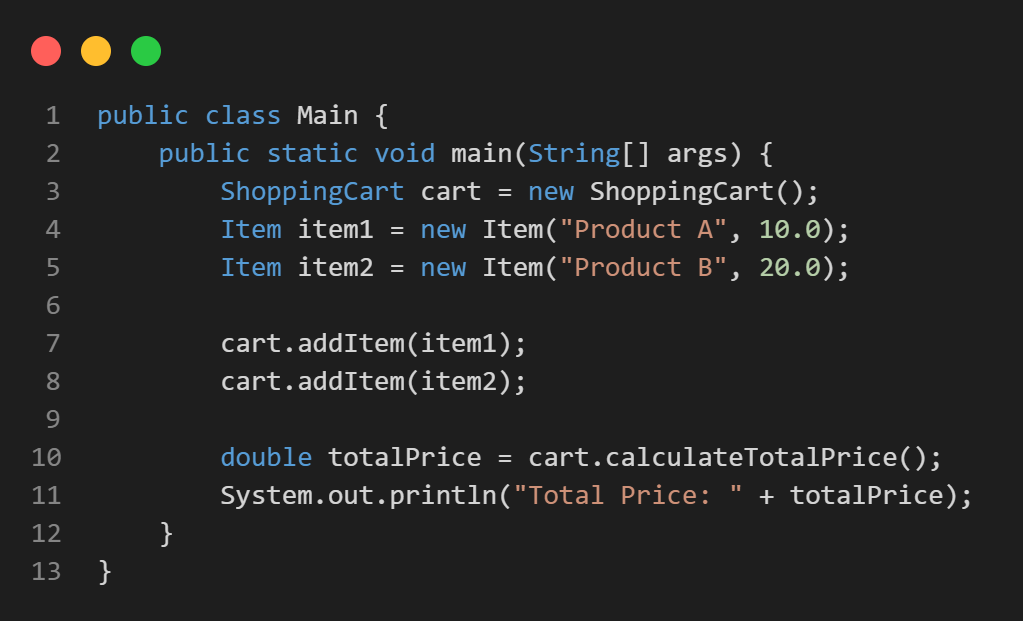 1 public class Main {
2     public static void main(String[] args) {
3         ShoppingCart cart = new ShoppingCart();
4         Item item1 = new Item("Product A", 10.0);
5         Item item2 = new Item("Product B", 20.0);
6
7         cart.addItem(item1);
8         cart.addItem(item2);
9
10         double totalPrice = cart.calculateTotalPrice();
11         System.out.println("Total Price: " + totalPrice);
12     }
13 }